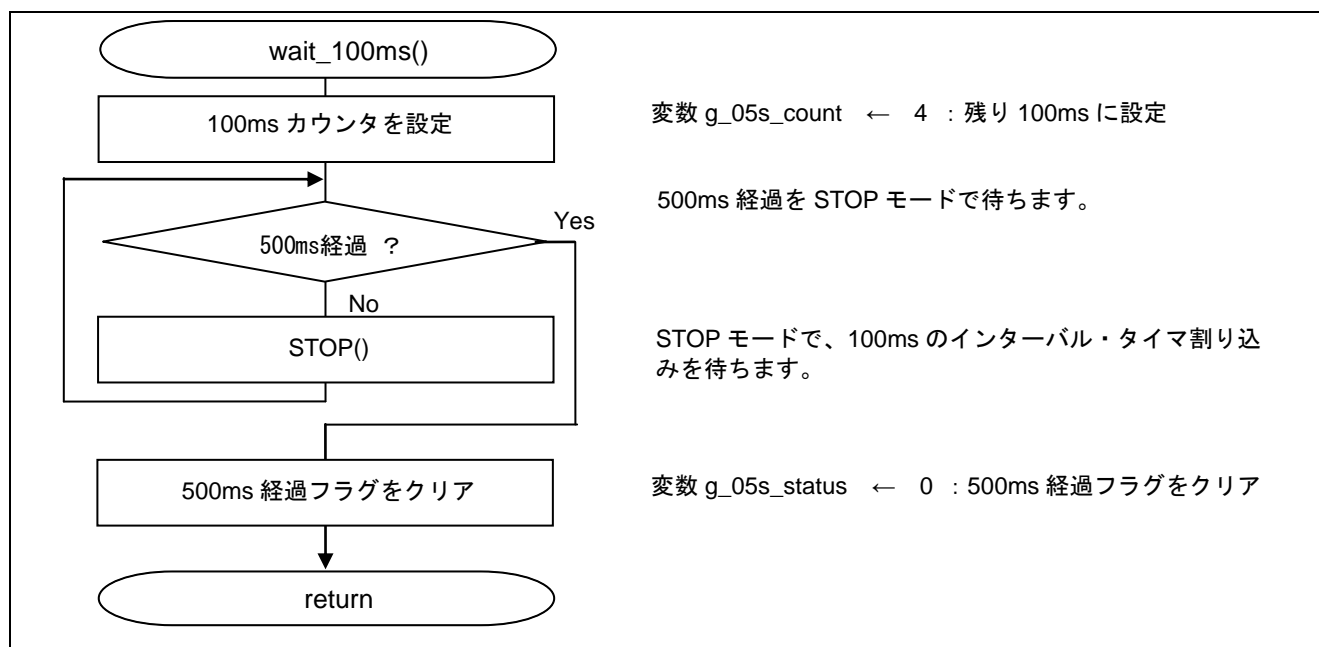 wait_100ms()
100ms カウンタを設定
変数 g_05s_count ← 4 : 残り 100ms に設定
500ms 経過を STOP モードで待ちます。
Yes
500ms経過 ?
No
STOP()
STOP モードで、100ms のインターバル・タイマ割り込
みを待ちます。
500ms 経過フラグをクリア
変数 g_05s_status ← 0 : 500ms 経過フラグをクリア
return